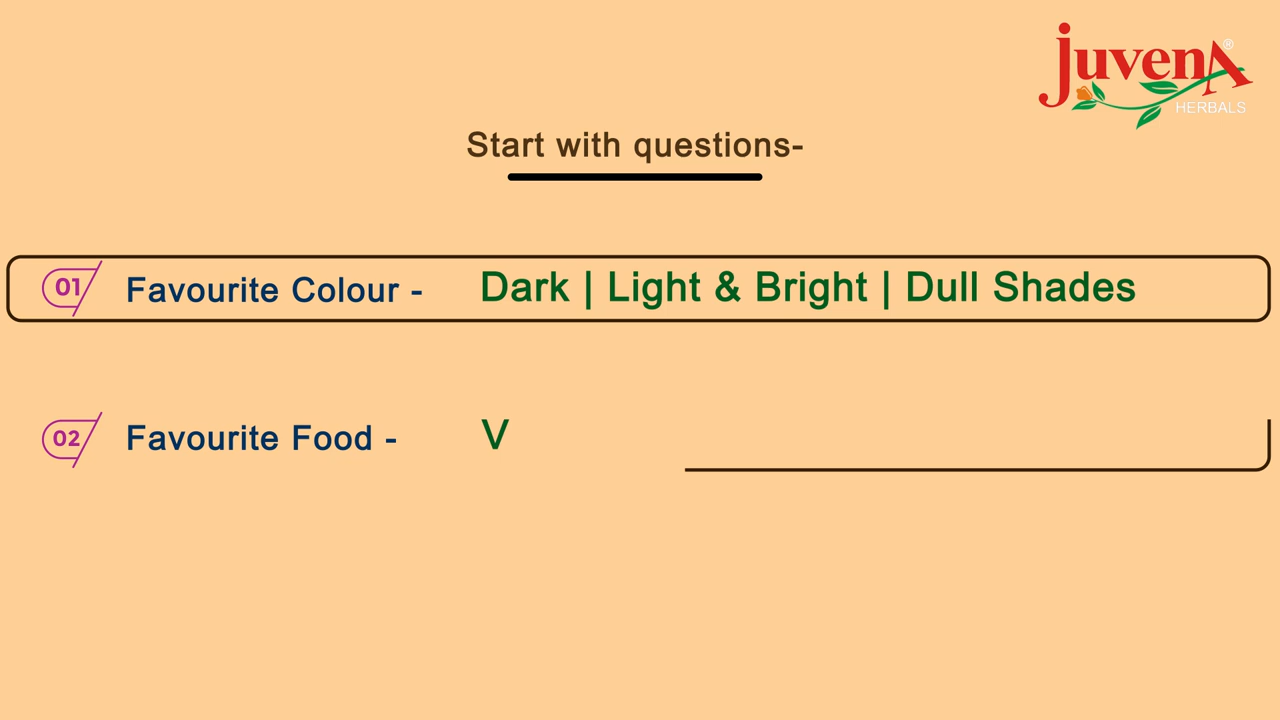 juvenA®
HERBALS
Start with questions-
01 Favourite Colour - Dark | Light & Bright | Dull Shades
02 Favourite Food - V